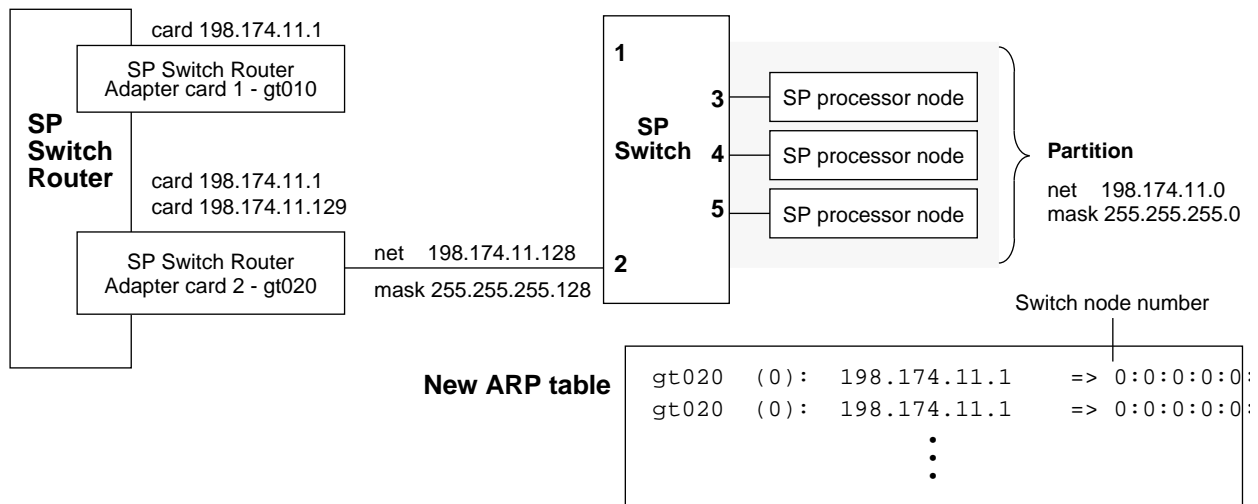 card 198.174.11.1
SP Switch Router
Adapter card 1 - gt010
SP
Switch
Router
card 198.174.11.1
card 198.174.11.129
SP Switch Router
Adapter card 2 - gt020
net 198.174.11.128
mask 255.255.255.128
1
2
SP
Switch
3
4
5
SP processor node
SP processor node
SP processor node
Partition
net 198.174.11.0
mask 255.255.255.0
Switch node number
New ARP table
gt020 (0): 198.174.11.1 => 0:0:0:0:0:
gt020 (0): 198.174.11.1 => 0:0:0:0:0: